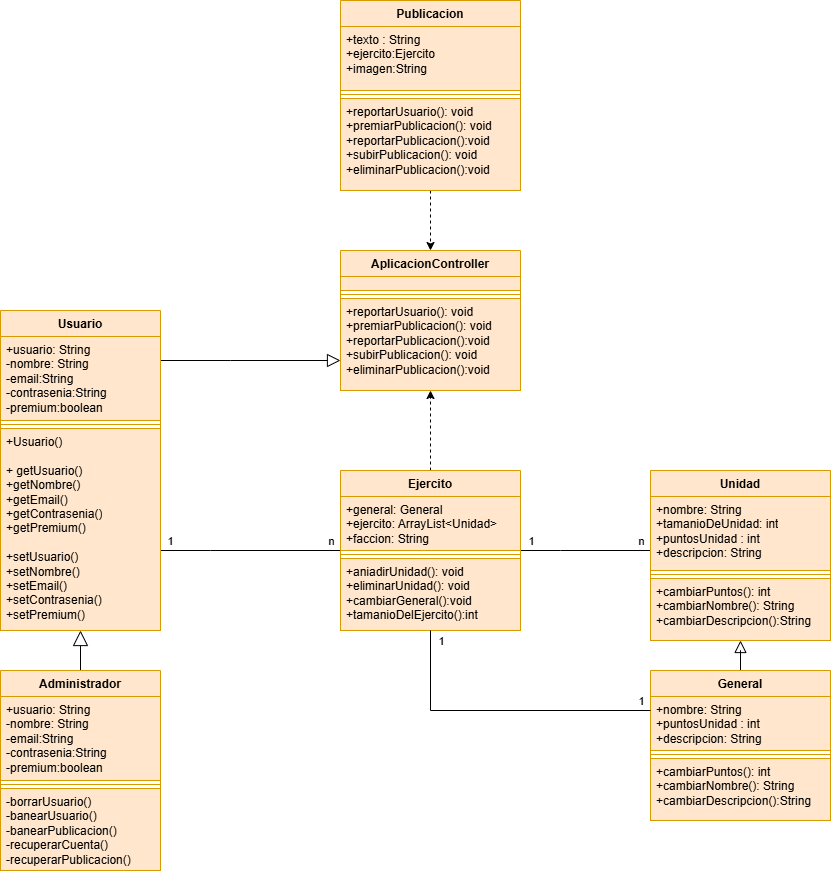 Publicacion
+texto : String
+ejercito:Ejercito
+imagen:String
+reportarUsuario(): void
+premiarPublicacion(): void
+reportarPublicacion():void
+subirPublicacion(): void
+eliminarPublicacion():void
AplicacionController
+reportarUsuario(): void
+premiarPublicacion(): void
+reportarPublicacion():void
+subirPublicacion(): void
+eliminarPublicacion():void
Usuario
+usuario: String
-nombre: String
-email:String
-contrasenia:String
-premium:boolean
+Usuario()
+ getUsuario()
+getNombre()
+getEmail()
+getContrasenia()
+getPremium()
+setUsuario()
+setNombre()
+setEmail()
+setContrasenia()
+setPremium()
1
n
Ejercito
+general: General
+ejercito: ArrayList<Unidad>
+faccion: String
+aniadirUnidad(): void
+eliminarUnidad(): void
+cambiarGeneral():void
+tamanioDelEjercito():int
1
n
Unidad
+nombre: String
+tamanioDeUnidad: int
+puntosUnidad : int
+descripcion: String
+cambiarPuntos(): int
+cambiarNombre(): String
+cambiarDescripcion():String
1
1
Administrador
+usuario: String
-nombre: String
-email:String
-contrasenia:String
-premium:boolean
-borrarUsuario()
-banearUsuario()
-banearPublicacion()
-recuperarCuenta()
-recuperarPublicacion()
General
+nombre: String
+puntosUnidad : int
+descripcion: String
+cambiarPuntos(): int
+cambiarNombre(): String
+cambiarDescripcion():String